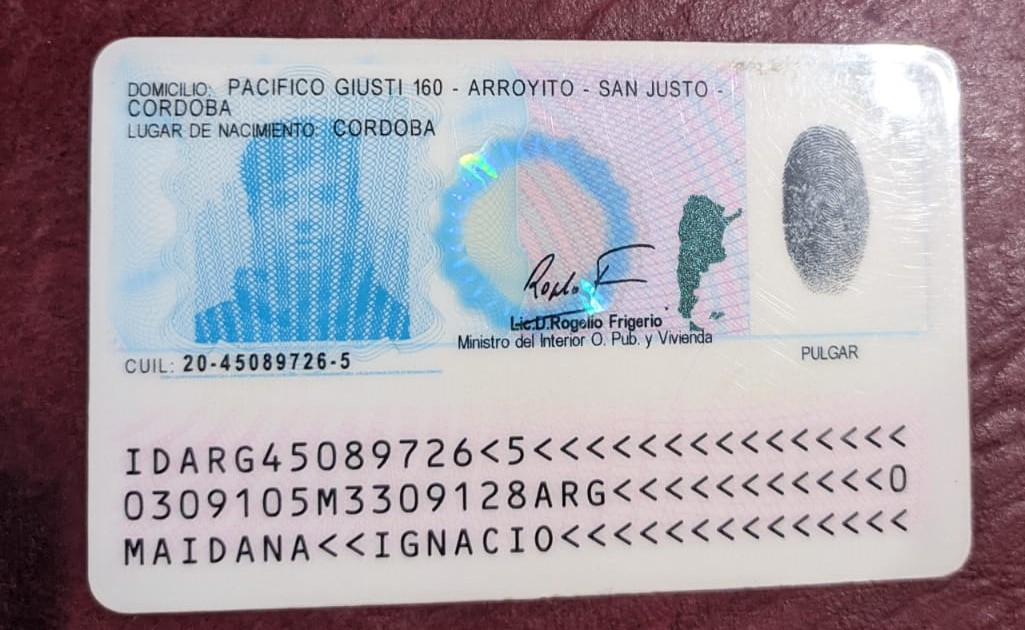 DOMICILIO: PACIFICO GIUSTI 160 - ARROYITO - SAN JUSTO -
CORDOBA
LUGAR DE NACIMIENTO: CORDOBA
Lic.D.Rogelio Frigerio
Ministro del Interior O. Pub. y Vivienda
PULGAR
CUIL: 20-45089726-5
IDARG45089726<5<<<<<<<<<<<<<<<
0309105M3309128ARG<<<<<<<<<<<0
MAIDANA<<IGNACIO<<<<<<<<<<<<<<